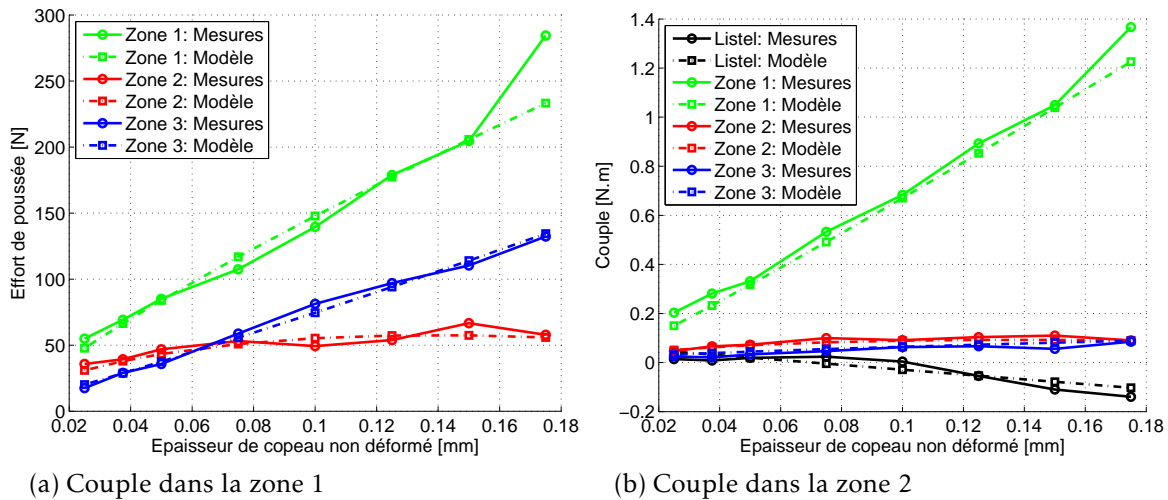 300
250
200
150
100
50
0
Effort de poussée [N]
Zone 1: Mesures
Zone 1: Modèle
Zone 2: Mesures
Zone 2: Modèle
Zone 3: Mesures
Zone 3: Modèle
0.02 0.04 0.06 0.08 0.1 0.12 0.14 0.16 0.18
Epaisseur de copeau non déformé [mm]
(a) Couple dans la zone 1
1.4
1.2
1
0.8
0.6
0.4
0.2
0
−0.2
Couple [N.m]
Listel: Mesures
Listel: Modèle
Zone 1: Mesures
Zone 1: Modèle
Zone 2: Mesures
Zone 2: Modèle
Zone 3: Mesures
Zone 3: Modèle
0.02 0.04 0.06 0.08 0.1 0.12 0.14 0.16 0.18
Epaisseur de copeau non déformé [mm]
(b) Couple dans la zone 2